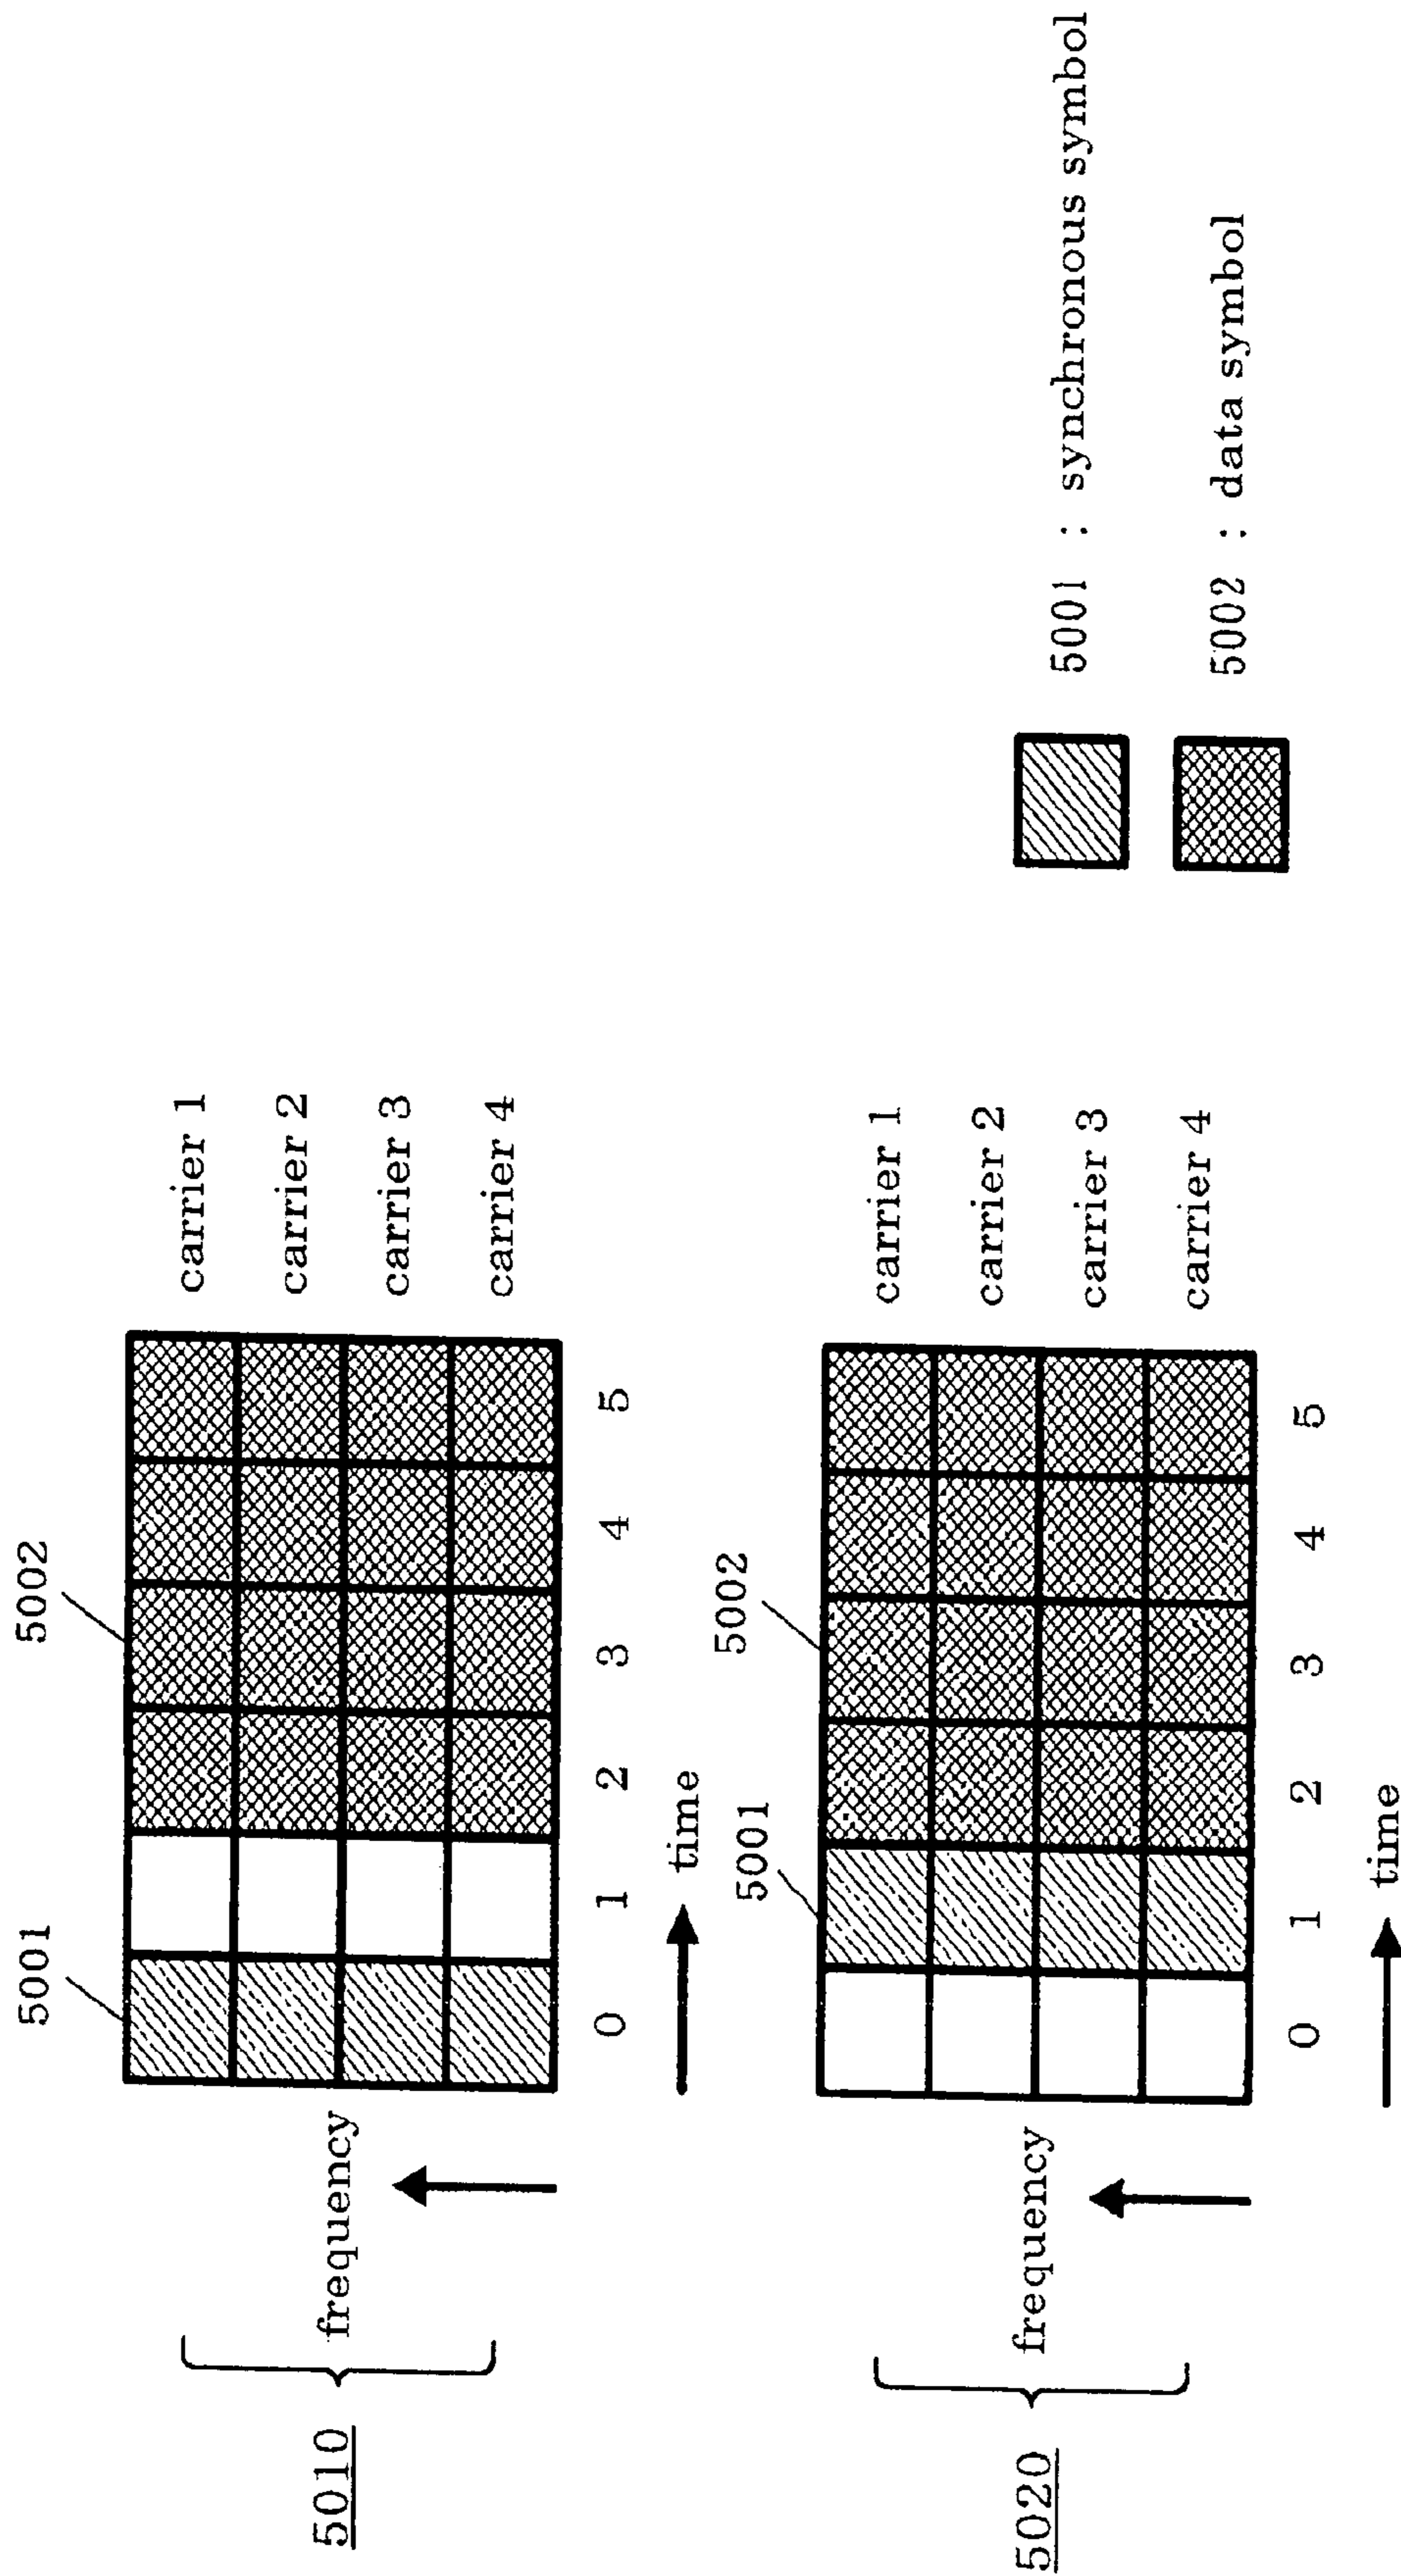 5010
frequency
5001
5002
carrier 1
carrier 2
carrier 3
carrier 4
0 1 2 3 4 5
time
5020
frequency
5001
5002
carrier 1
carrier 2
carrier 3
carrier 4
0 1 2 3 4 5
time
5001 : synchronous symbol
5002 : data symbol